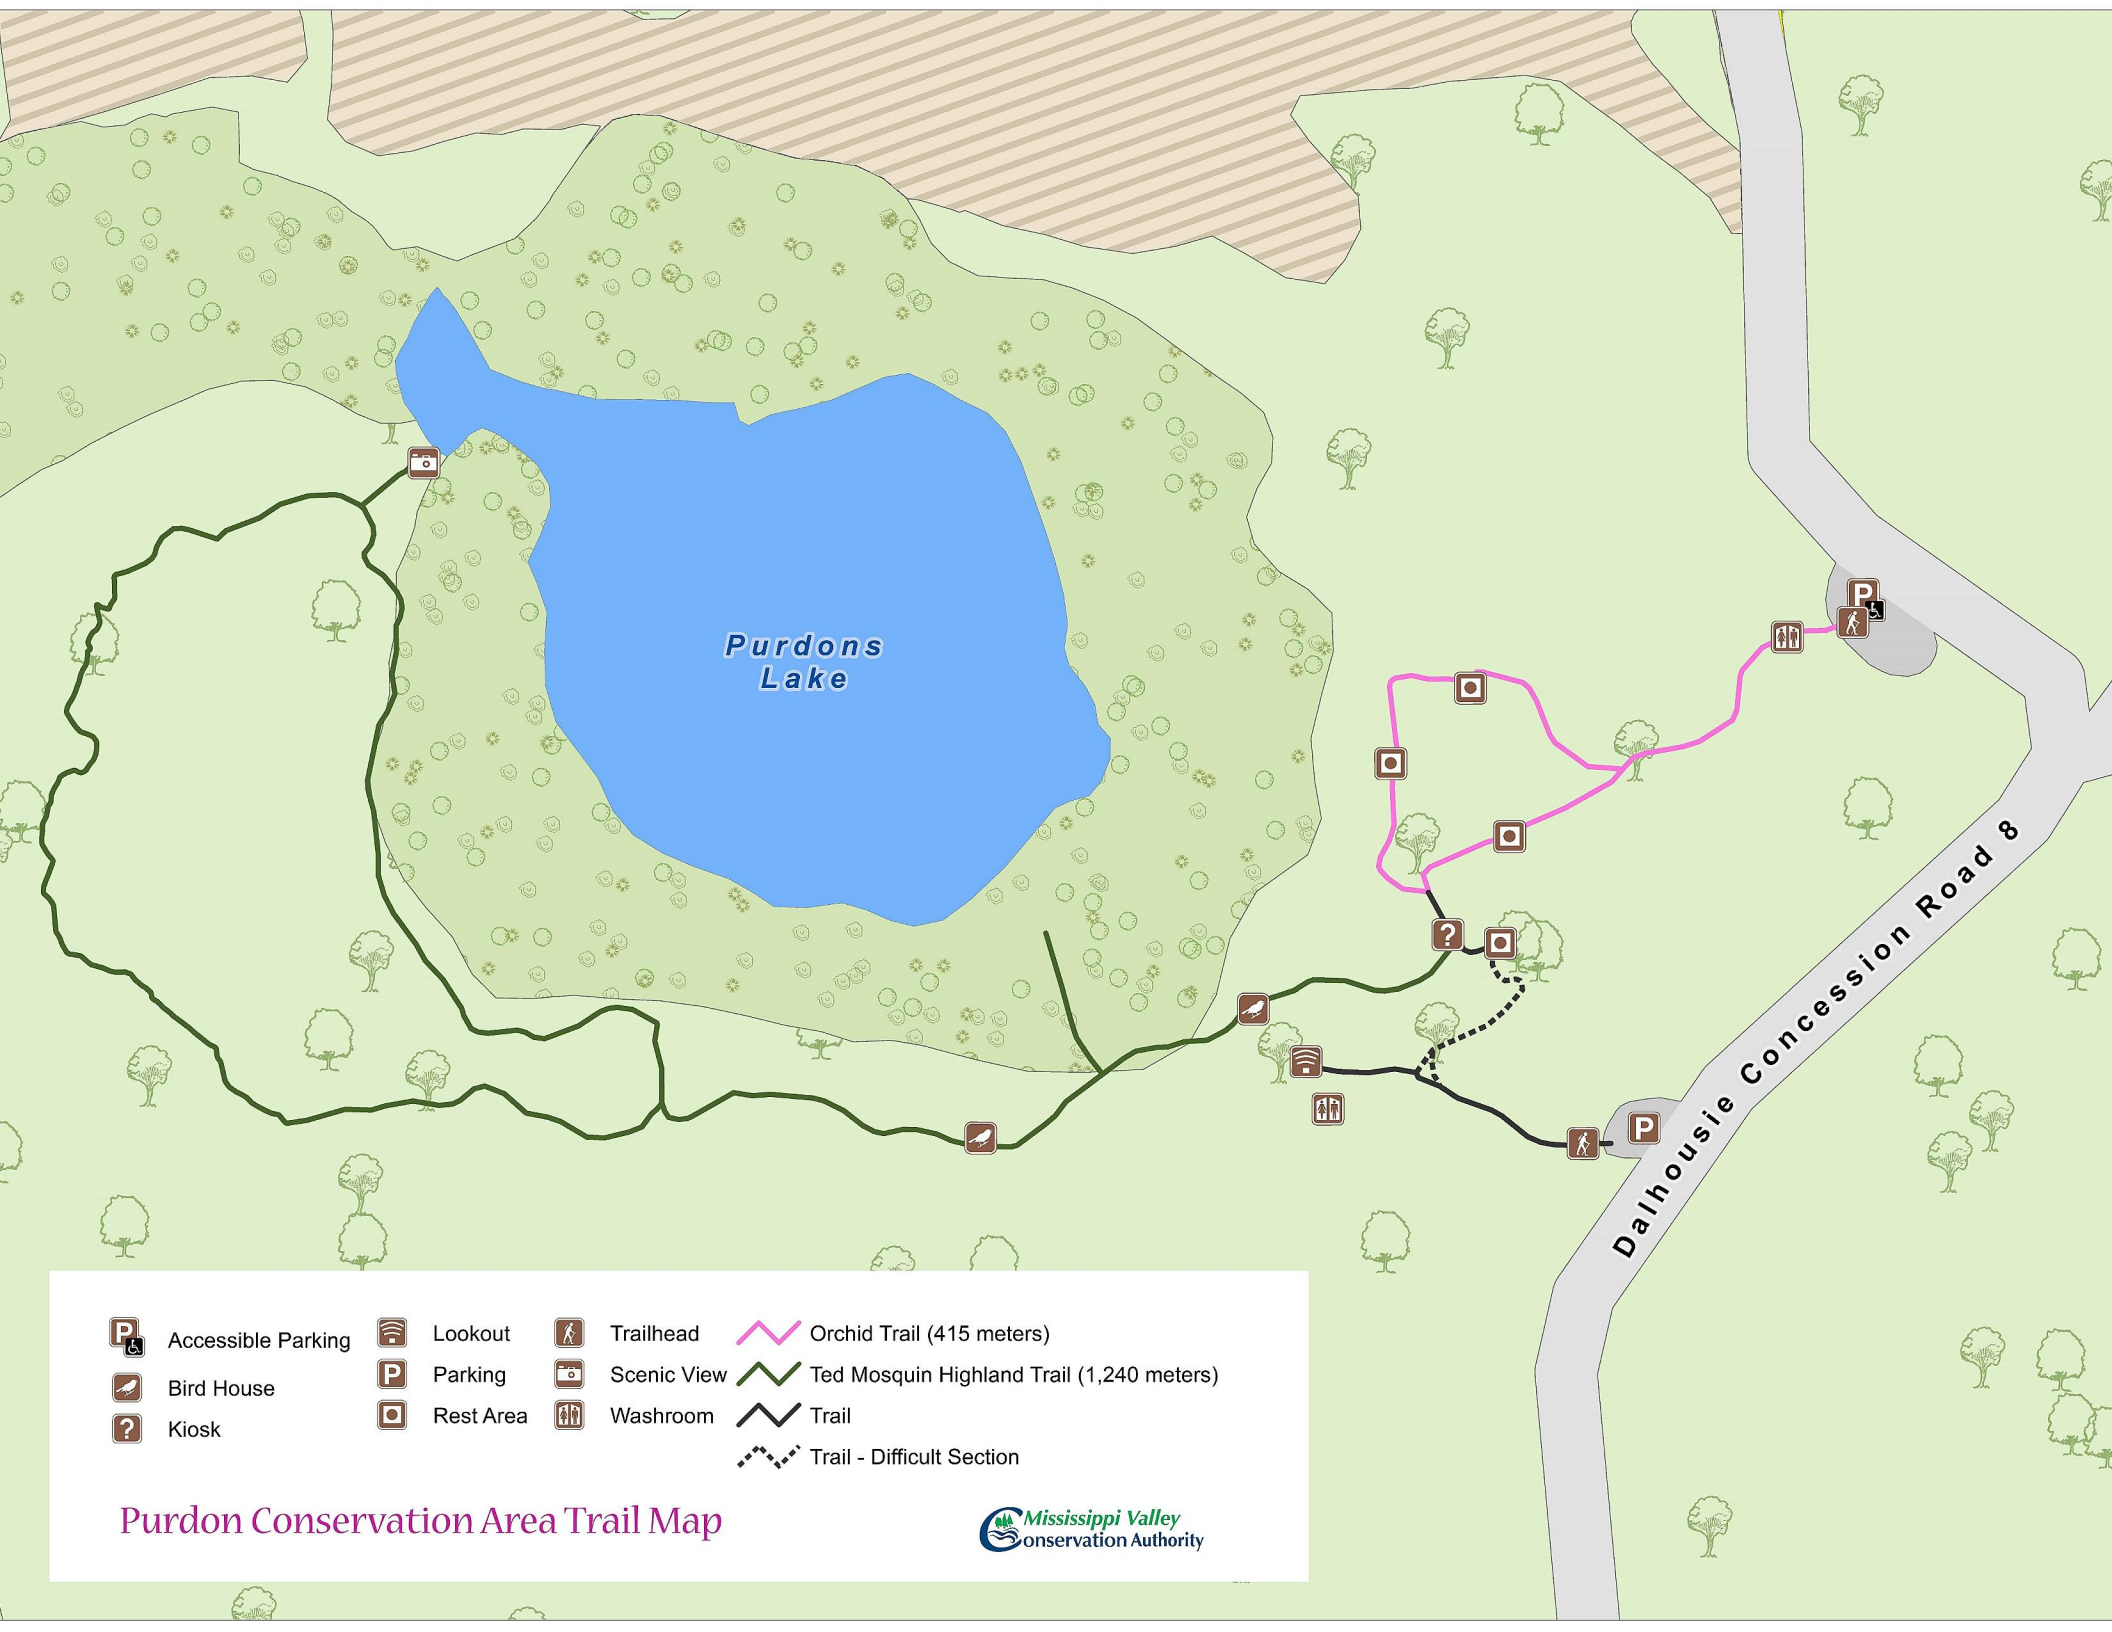 Purdons
Lake
P
P
?
P
Dalhousie Concession Road 8
P Accessible Parking
Bird House
? Kiosk
Lookout
P Parking
Rest Area
Trailhead
Scenic View
Washroom
Orchid Trail (415 meters)
Ted Mosquin Highland Trail (1,240 meters)
Trail
Trail - Difficult Section
Purdon Conservation Area Trail Map
Mississippi Valley
Conservation Authority